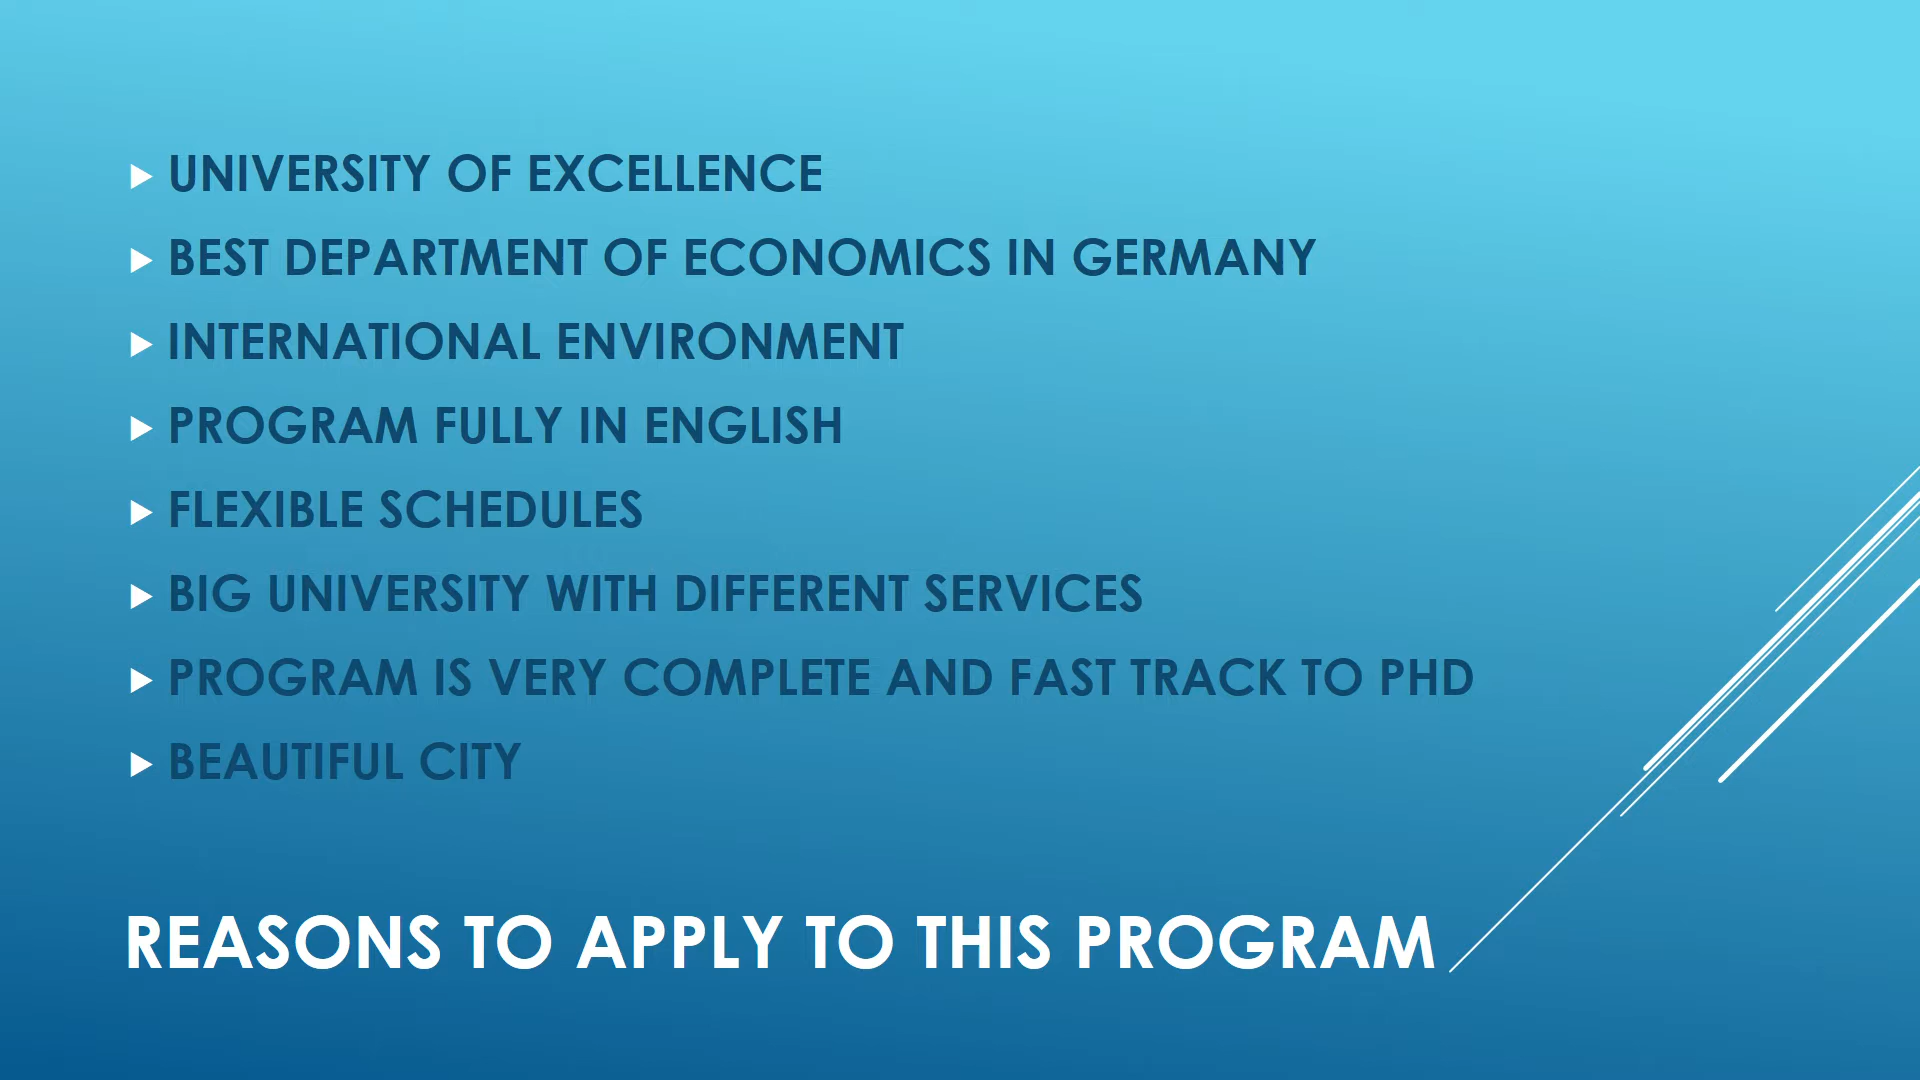 UNIVERSITY OF EXCELLENCE
BEST DEPARTMENT OF ECONOMICS IN GERMANY
INTERNATIONAL ENVIRONMENT
PROGRAM FULLY IN ENGLISH
FLEXIBLE SCHEDULES
BIG UNIVERSITY WITH DIFFERENT SERVICES
PROGRAM IS VERY COMPLETE AND FAST TRACK TO PHD
BEAUTIFUL CITY
REASONS TO APPLY TO THIS PROGRAM